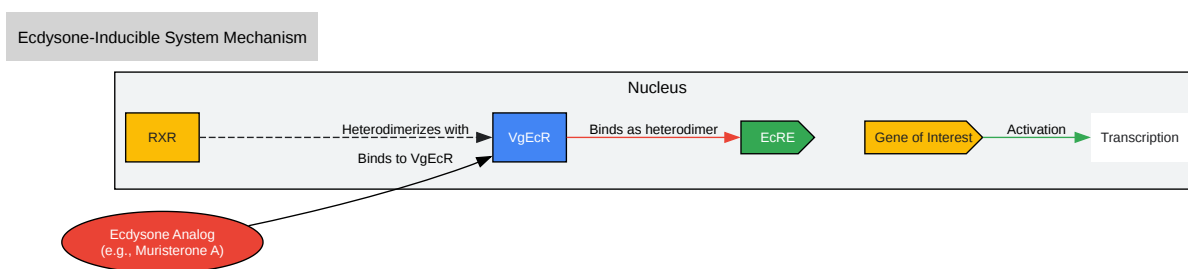 Ecdysone-Inducible System Mechanism
Nucleus
RXR
Heterodimerizes with
VgEcR
Binds as heterodimer
EcRE
Gene of Interest
Activation
Transcription
Binds to VgEcR
Ecdysone Analog
(e.g., Muristerone A)